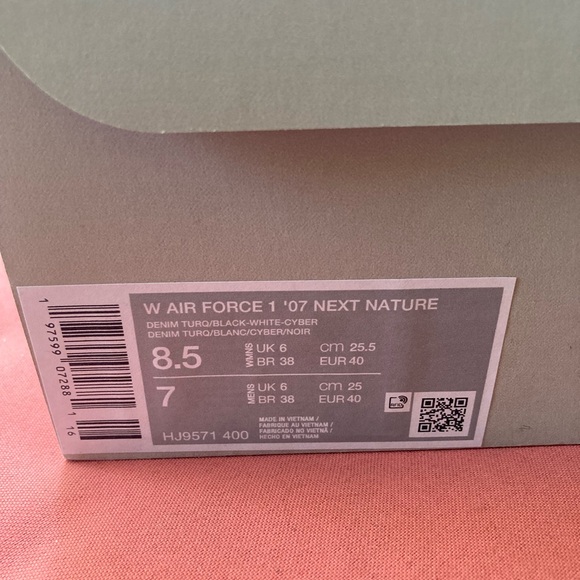 W AIR FORCE 1 '07 NEXT NATURE
DENIM TURQ/BLACK-WHITE-CYBER
DENIM TURQ/BLANC/CYBER/NOIR
8.5 WMNS UK 6 CM 25.5
BR 38 EUR 40
7 MENS UK 6 CM 25
BR 38 EUR 40
HJ9571 400
MADE IN VIETNAM /
FABRIQUE AU VIETNAM /
FABRICADO NO VIETNÃ /
HECHO EN VIETNAM
RFID
1 97599 07288 1 16